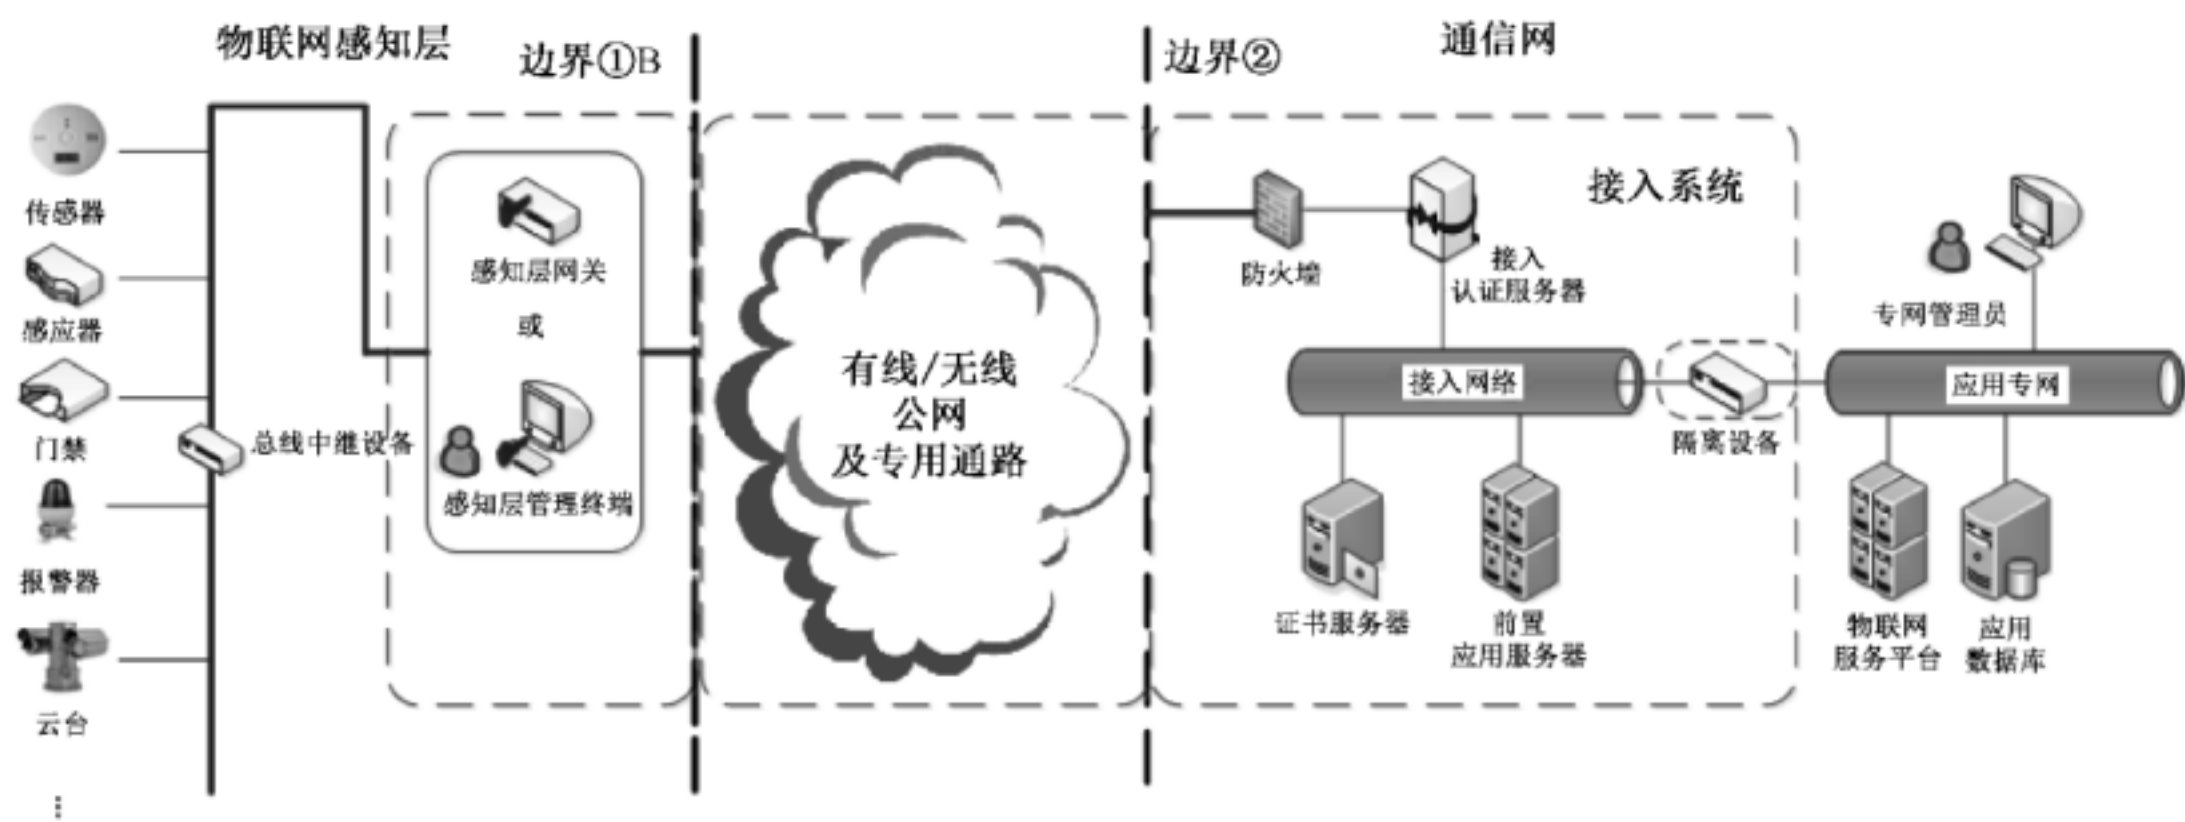 物联网感知层
边界①B
边界②
通信网
传感器
感应器
门禁
报警器
云台
⋮
总线中继设备
感知层网关
或
感知层管理终端
有线/无线
公网
及专用通路
接入系统
防火墙
接入
认证服务器
接入网络
隔离设备
证书服务器
前置
应用服务器
专网管理员
应用专网
物联网
服务平台
应用
数据库